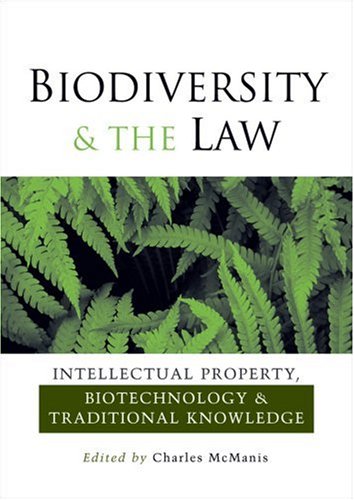 BIODIVERSITY
& THE LAW
INTELLECTUAL PROPERTY,
BIOTECHNOLOGY &
TRADITIONAL KNOWLEDGE
Edited by Charles McManis